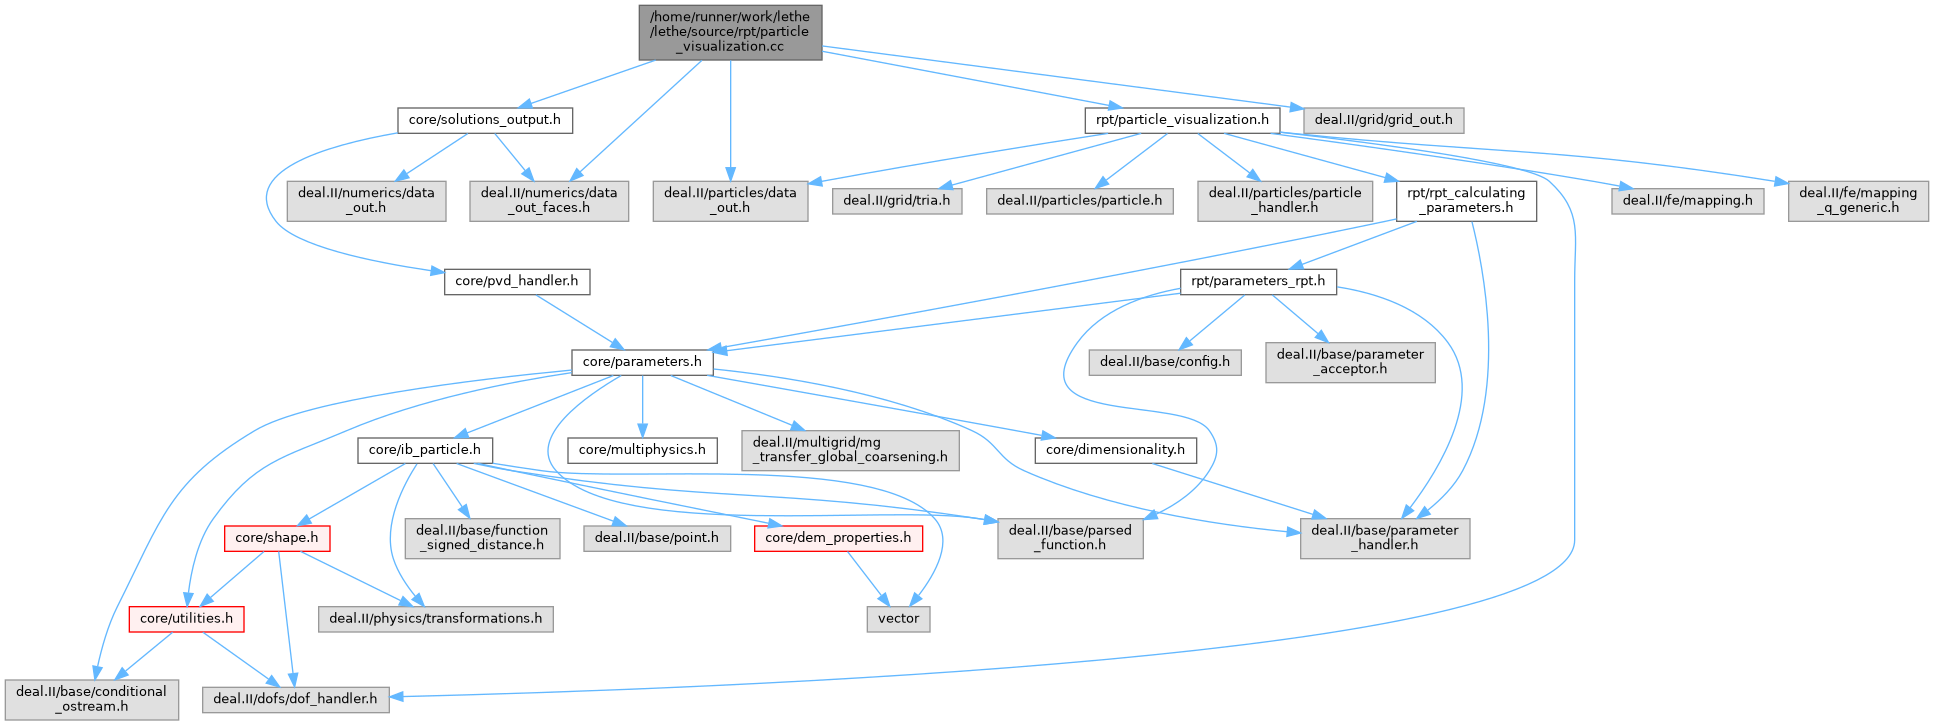 /home/runner/work/lethe
/lethe/source/rpt/particle
_visualization.cc
core/solutions_output.h
rpt/particle_visualization.h
deal.II/grid/grid_out.h
deal.II/numerics/data
_out.h
deal.II/numerics/data
_out_faces.h
deal.II/particles/data
_out.h
deal.II/grid/tria.h
deal.II/particles/particle.h
deal.II/particles/particle
_handler.h
rpt/rpt_calculating
_parameters.h
deal.II/fe/mapping.h
deal.II/fe/mapping
_q_generic.h
core/pvd_handler.h
rpt/parameters_rpt.h
core/parameters.h
deal.II/base/config.h
deal.II/base/parameter
_acceptor.h
core/ib_particle.h
core/multiphysics.h
deal.II/multigrid/mg
_transfer_global_coarsening.h
core/dimensionality.h
core/shape.h
deal.II/base/function
_signed_distance.h
deal.II/base/point.h
core/dem_properties.h
deal.II/base/parsed
_function.h
deal.II/base/parameter
_handler.h
core/utilities.h
deal.II/physics/transformations.h
vector
deal.II/base/conditional
_ostream.h
deal.II/dofs/dof_handler.h